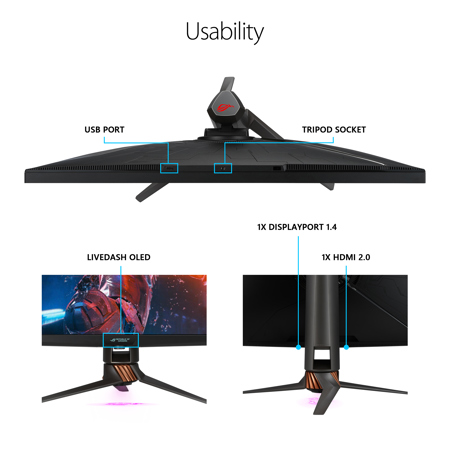 Usability
USB PORT
TRIPOD SOCKET
1X DISPLAYPORT 1.4
LIVEDASH OLED
1X HDMI 2.0